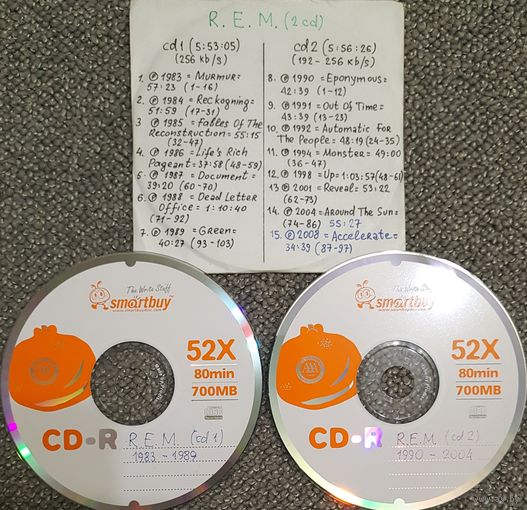 R.E.M. (2cd)
cd1 (5:53:05)
(256 kb/s)
1. Ⓟ 1983 = Murmur =
57:23 (1-16)
2. Ⓟ 1984 = Reckogning =
51:59 (17-31)
3 Ⓟ 1985 = Fables Of The
Reconstruction = 55:15
(32-47)
4. Ⓟ 1986 = Life's Rich
Pageant = 37:58 (48-59)
5. Ⓟ 1987 = Document =
39:20 (60-70)
6. Ⓟ 1988 = Dead Letter
Office = 1:10:40
(71-92)
7. Ⓟ 1989 = Green =
40:27 (93-103)
cd2 (5:56:26)
(192-256 kb/s)
8. Ⓟ 1990 = Eponymous =
42:39 (1-12)
9. Ⓟ 1991 = Out Of Time =
43:39 (13-23)
10. Ⓟ 1992 = Automatic For
The People = 48:19 (24-35)
11. Ⓟ 1994 = Monster = 49:00
(36-47)
12. Ⓟ 1998 = Up = 1:03:57 (48-61)
13 Ⓟ 2001 = Reveal = 53:22
(62-73)
14. Ⓟ 2004 = Around The Sun =
(74-86) 55:27
15. Ⓟ 2008 = Accelerate =
34:39 (87-97)
The Write Stuff
smartbuy
www.smartbuydisc.com
52X
80min
700MB
CD-R R.E.M. (cd1)
1983-1989
The Write Stuff
smartbuy
www.smartbuydisc.com
52X
80min
700MB
CD-R R.E.M. (cd2)
1990-2004